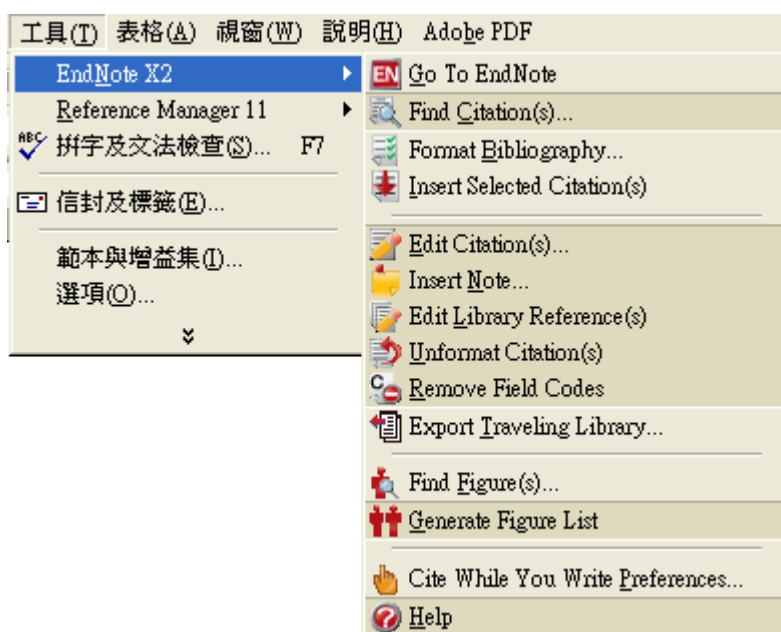 工具(T) 表格(A) 視窗(W) 說明(H) Adobe PDF
EndNote X2
Reference Manager 11
ABC 拼字及文法檢查(S)... F7
信封及標籤(E)...
範本與增益集(I)...
選項(O)...
EN Go To EndNote
Find Citation(s)...
Format Bibliography...
Insert Selected Citation(s)
Edit Citation(s)...
Insert Note...
Edit Library Reference(s)
Unformat Citation(s)
Remove Field Codes
Export Traveling Library...
Find Figure(s)...
Generate Figure List
Cite While You Write Preferences...
Help